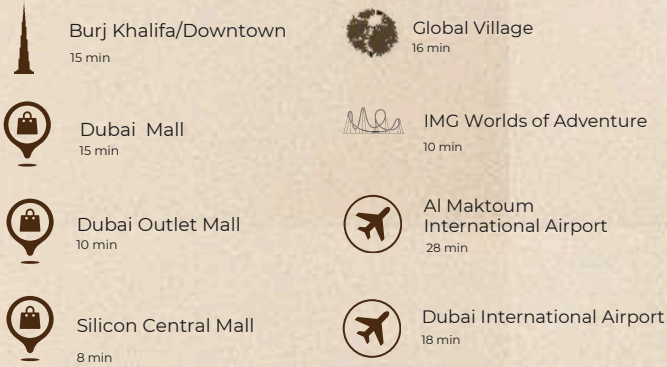 Burj Khalifa/Downtown
15 min
Dubai Mall
15 min
Dubai Outlet Mall
10 min
Silicon Central Mall
8 min
Global Village
16 min
IMG Worlds of Adventure
10 min
Al Maktoum
International Airport
28 min
Dubai International Airport
18 min